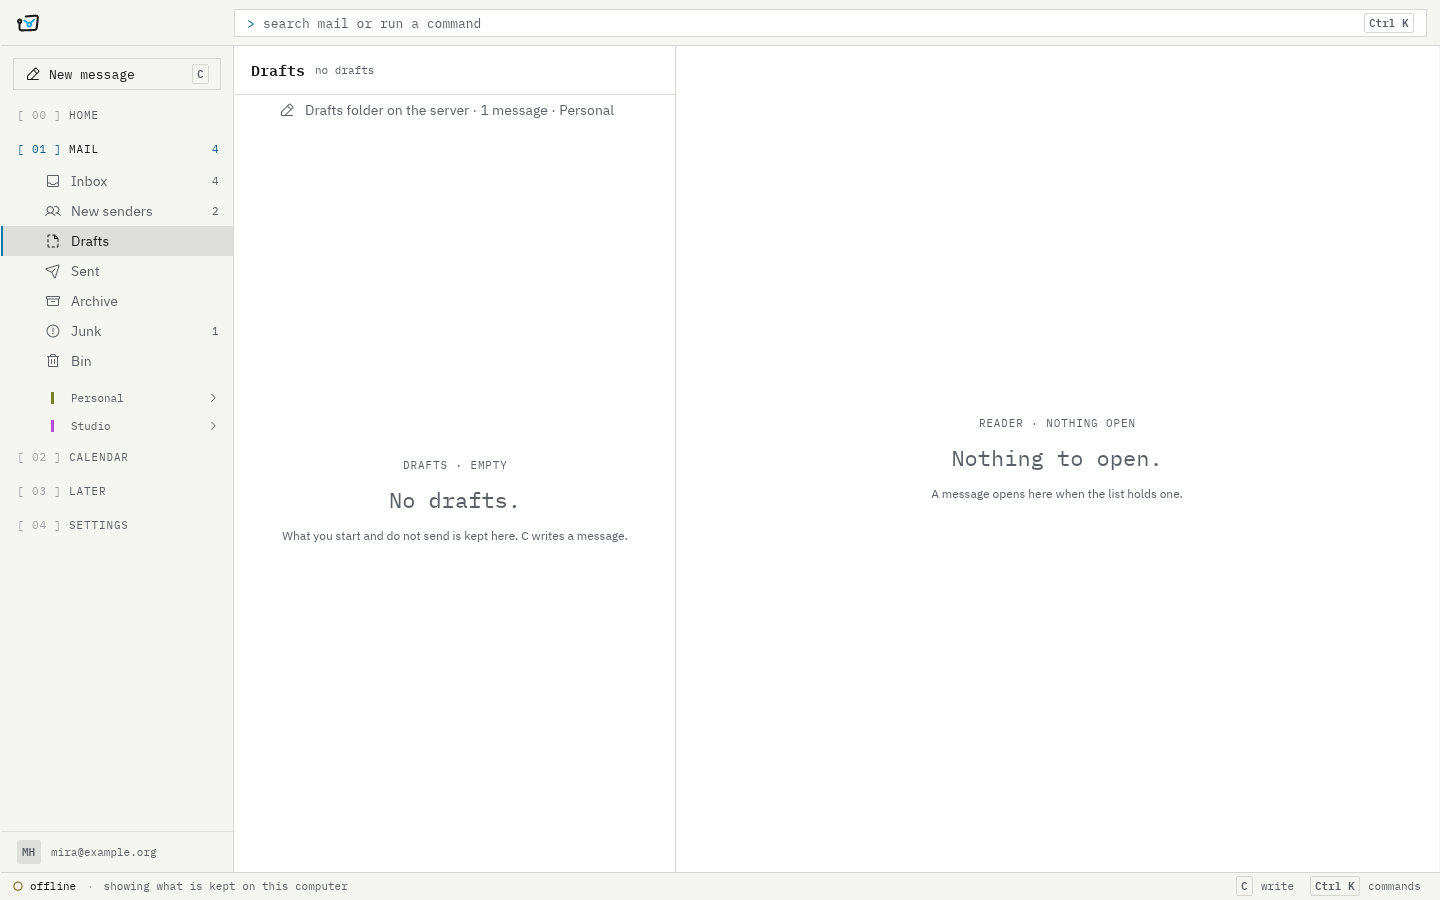 > search mail or run a command Ctrl K
New message C
[ 00 ] HOME
[ 01 ] MAIL 4
Inbox 4
New senders 2
Drafts
Sent
Archive
Junk 1
Bin
Personal
Studio
[ 02 ] CALENDAR
[ 03 ] LATER
[ 04 ] SETTINGS
MH mira@example.org
Drafts no drafts
Drafts folder on the server · 1 message · Personal
DRAFTS · EMPTY
No drafts.
What you start and do not send is kept here. C writes a message.
READER · NOTHING OPEN
Nothing to open.
A message opens here when the list holds one.
offline · showing what is kept on this computer
C write Ctrl K commands